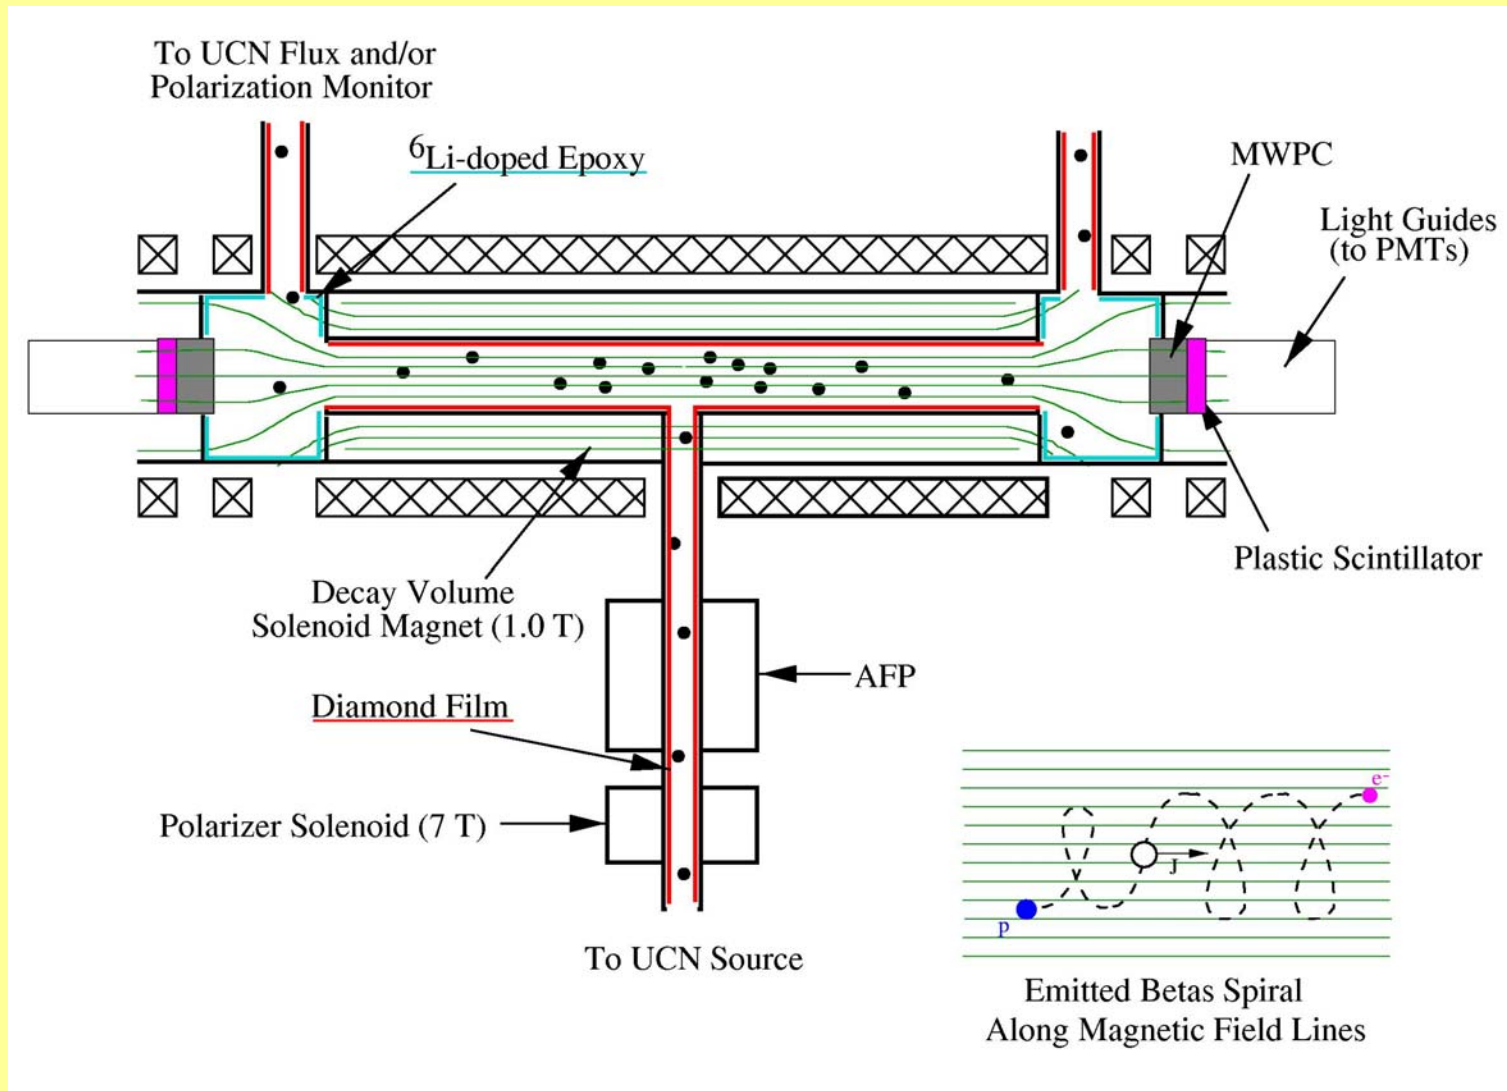 To UCN Flux and/or
Polarization Monitor
6Li-doped Epoxy
MWPC
Light Guides
(to PMTs)
Plastic Scintillator
Decay Volume
Solenoid Magnet (1.0 T)
AFP
Diamond Film
Polarizer Solenoid (7 T)
To UCN Source
e-
J
p
Emitted Betas Spiral
Along Magnetic Field Lines